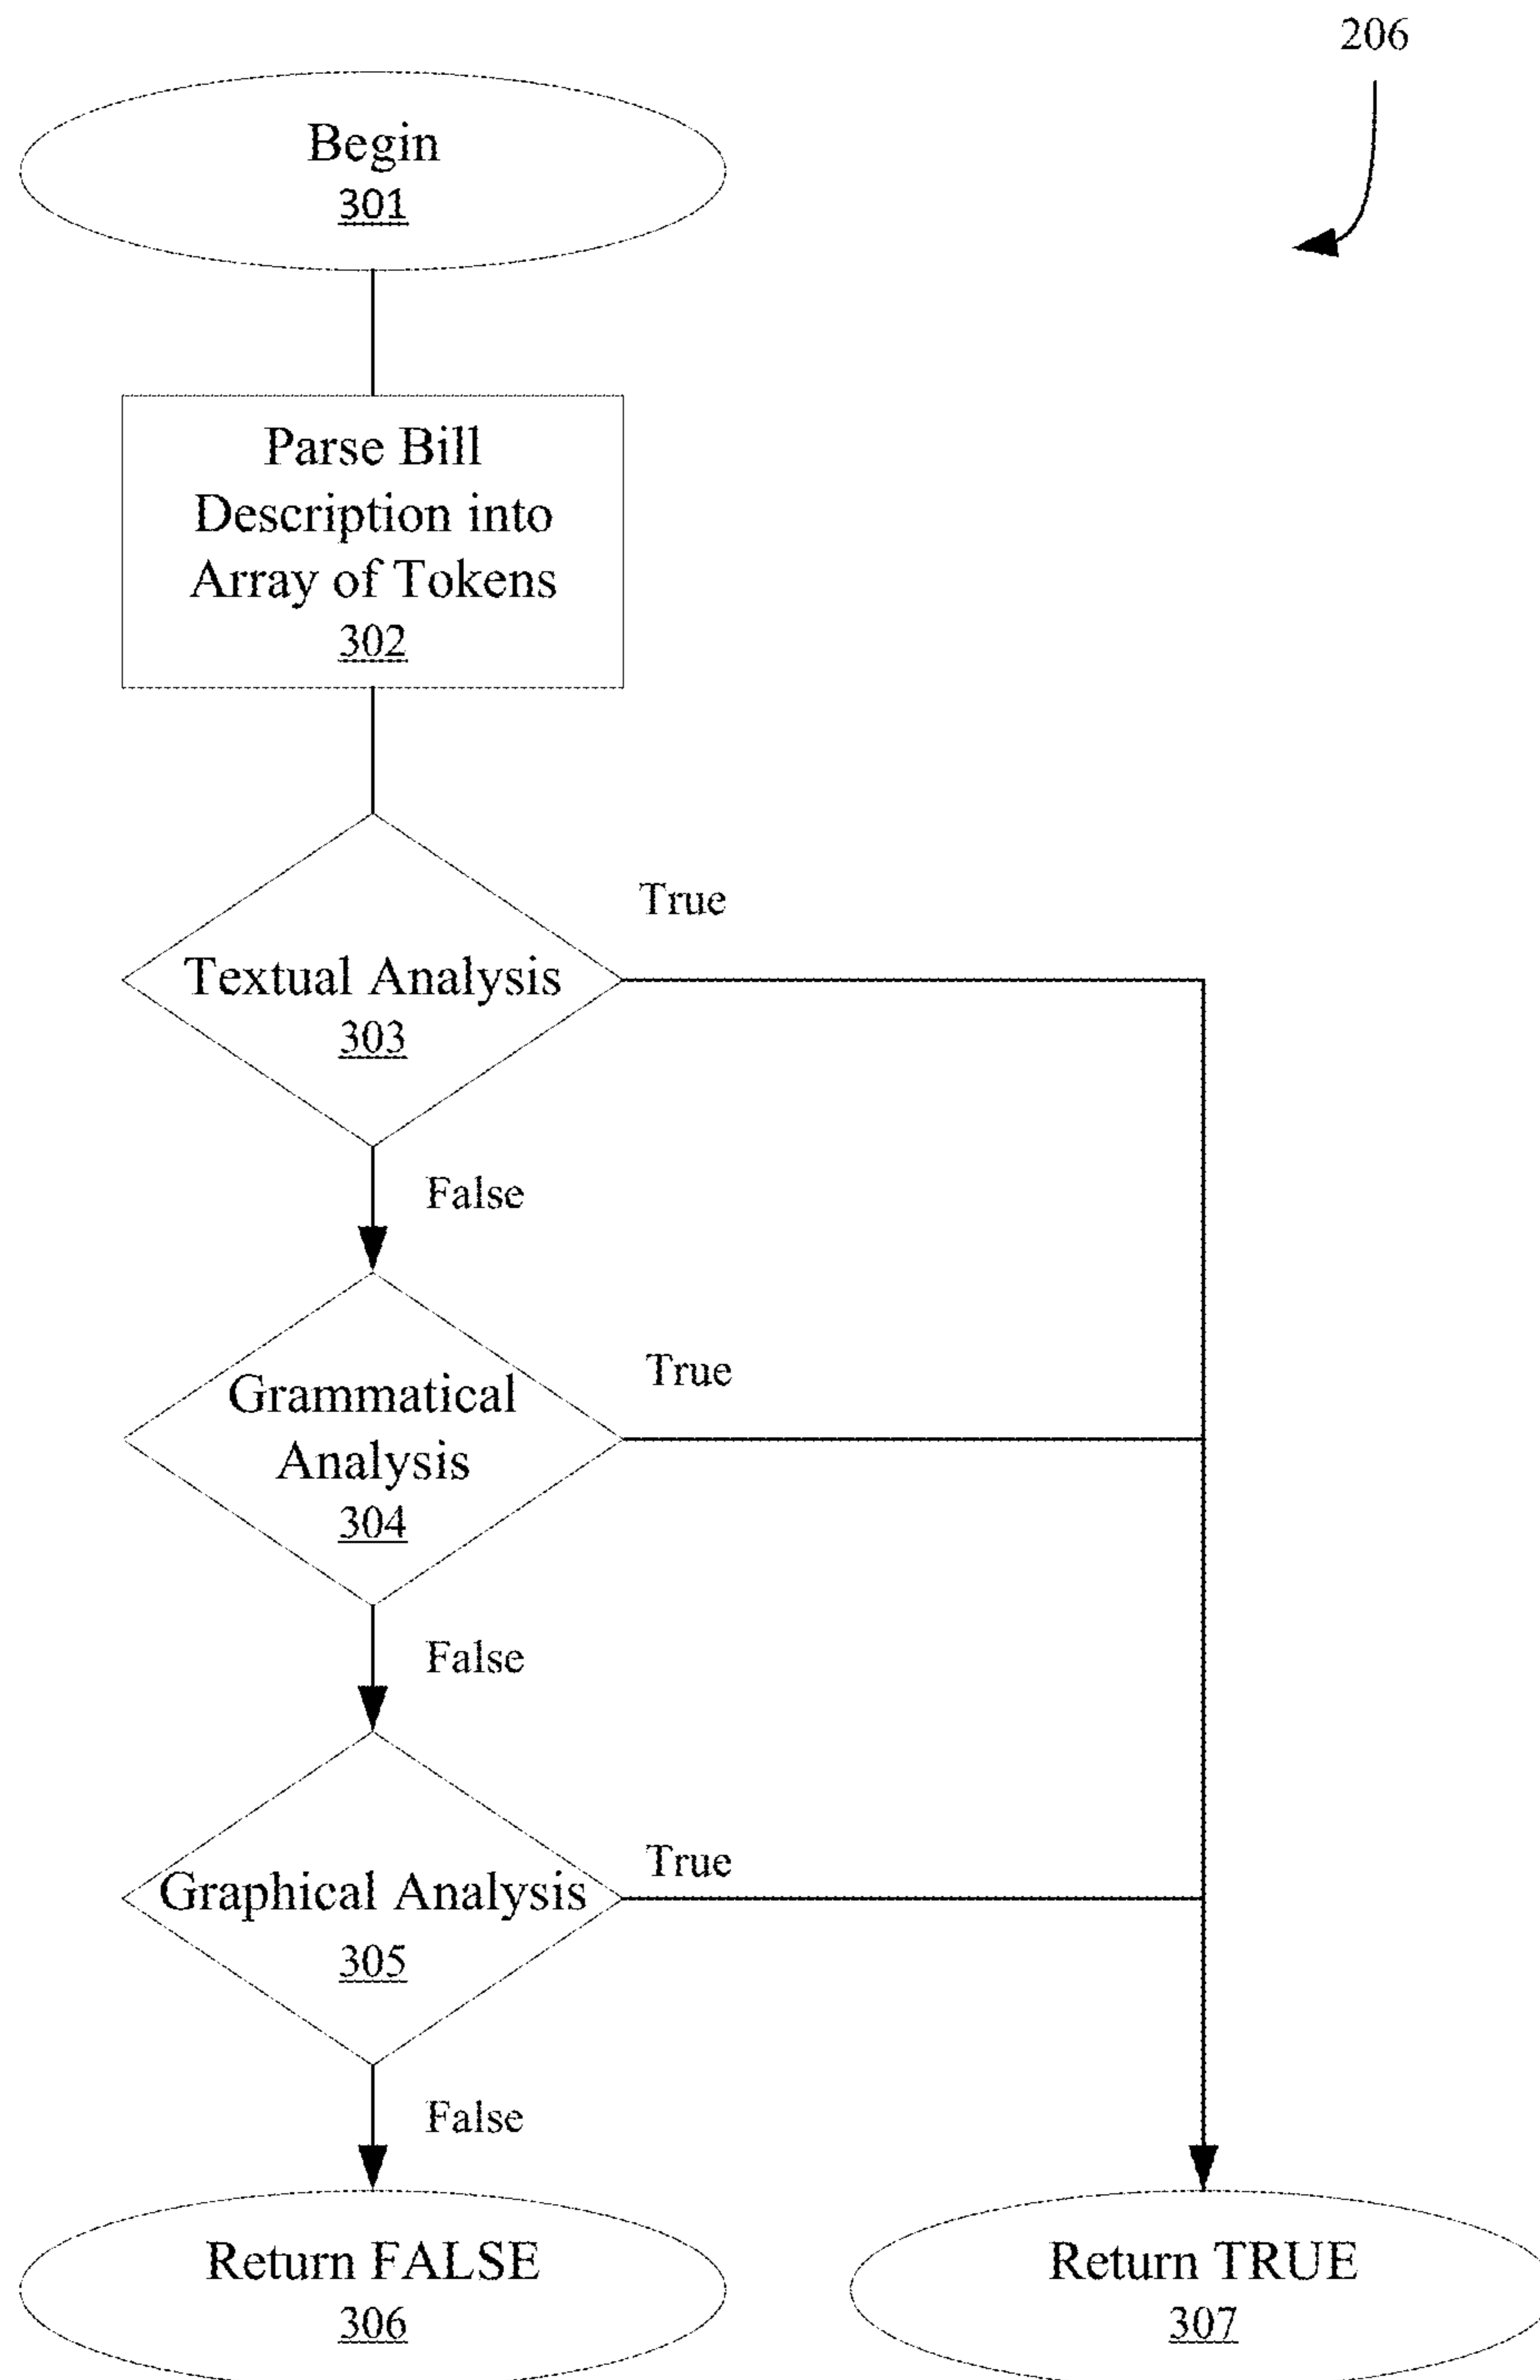 206
Begin
301
Parse Bill
Description into
Array of Tokens
302
True
Textual Analysis
303
False
True
Grammatical
Analysis
304
False
True
Graphical Analysis
305
False
Return FALSE
306
Return TRUE
307